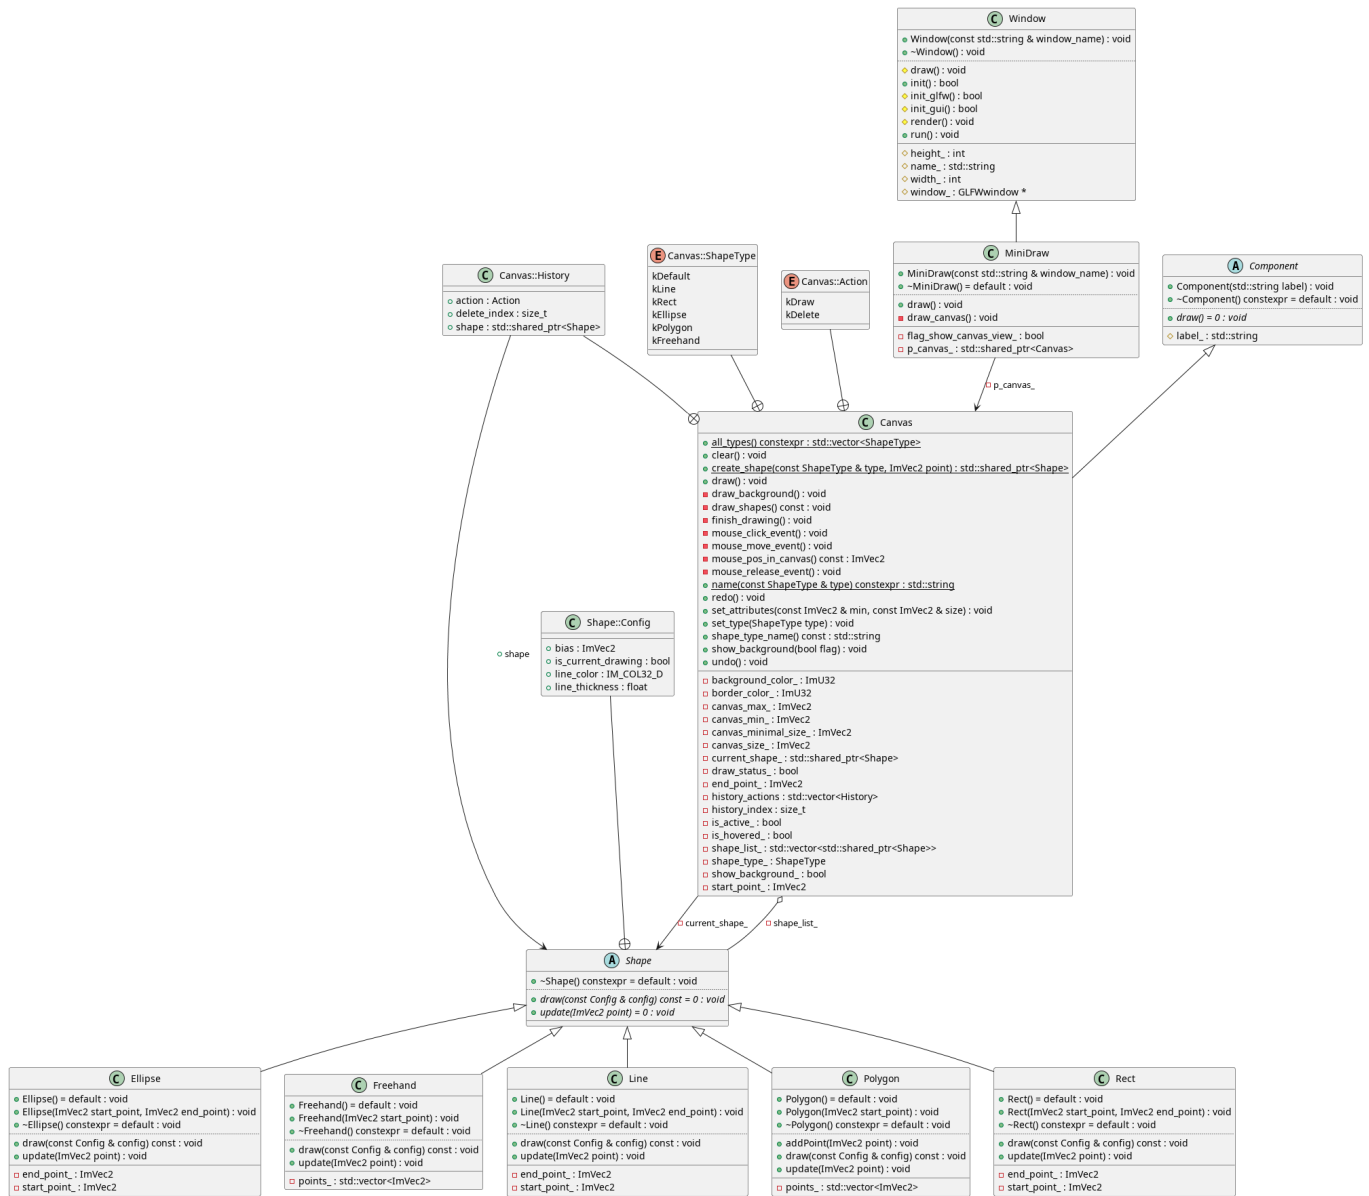 C Window
Window(const std::string & window_name) : void
~Window() : void
draw() : void
init() : bool
init_glfw() : bool
init_gui() : bool
render() : void
run() : void
height_ : int
name_ : std::string
width_ : int
window_ : GLFWwindow *
C Canvas::History
action : Action
delete_index : size_t
shape : std::shared_ptr<Shape>
E Canvas::ShapeType
kDefault
kLine
kRect
kEllipse
kPolygon
kFreehand
E Canvas::Action
kDraw
kDelete
C MiniDraw
MiniDraw(const std::string & window_name) : void
~MiniDraw() = default : void
draw() : void
draw_canvas() : void
flag_show_canvas_view_ : bool
p_canvas_ : std::shared_ptr<Canvas>
A Component
Component(std::string label) : void
~Component() constexpr = default : void
draw() = 0 : void
label_ : std::string
p_canvas_
C Canvas
all_types() constexpr : std::vector<ShapeType>
clear() : void
create_shape(const ShapeType & type, ImVec2 point) : std::shared_ptr<Shape>
draw() : void
draw_background() : void
draw_shapes() const : void
finish_drawing() : void
mouse_click_event() : void
mouse_move_event() : void
mouse_pos_in_canvas() const : ImVec2
mouse_release_event() : void
name(const ShapeType & type) constexpr : std::string
redo() : void
set_attributes(const ImVec2 & min, const ImVec2 & size) : void
set_type(ShapeType type) : void
shape_type_name() const : std::string
show_background(bool flag) : void
undo() : void
background_color_ : ImU32
border_color_ : ImU32
canvas_max_ : ImVec2
canvas_min_ : ImVec2
canvas_minimal_size_ : ImVec2
canvas_size_ : ImVec2
current_shape_ : std::shared_ptr<Shape>
draw_status_ : bool
end_point_ : ImVec2
history_actions : std::vector<History>
history_index : size_t
is_active_ : bool
is_hovered_ : bool
shape_list_ : std::vector<std::shared_ptr<Shape>>
shape_type_ : ShapeType
show_background_ : bool
start_point_ : ImVec2
shape
C Shape::Config
bias : ImVec2
is_current_drawing : bool
line_color : IM_COL32_D
line_thickness : float
current_shape_
shape_list_
A Shape
~Shape() constexpr = default : void
draw(const Config & config) const = 0 : void
update(ImVec2 point) = 0 : void
C Ellipse
Ellipse() = default : void
Ellipse(ImVec2 start_point, ImVec2 end_point) : void
~Ellipse() constexpr = default : void
draw(const Config & config) const : void
update(ImVec2 point) : void
end_point_ : ImVec2
start_point_ : ImVec2
C Freehand
Freehand() = default : void
Freehand(ImVec2 start_point) : void
~Freehand() constexpr = default : void
draw(const Config & config) const : void
update(ImVec2 point) : void
points_ : std::vector<ImVec2>
C Line
Line() = default : void
Line(ImVec2 start_point, ImVec2 end_point) : void
~Line() constexpr = default : void
draw(const Config & config) const : void
update(ImVec2 point) : void
end_point_ : ImVec2
start_point_ : ImVec2
C Polygon
Polygon() = default : void
Polygon(ImVec2 start_point) : void
~Polygon() constexpr = default : void
addPoint(ImVec2 point) : void
draw(const Config & config) const : void
update(ImVec2 point) : void
points_ : std::vector<ImVec2>
C Rect
Rect() = default : void
Rect(ImVec2 start_point, ImVec2 end_point) : void
~Rect() constexpr = default : void
draw(const Config & config) const : void
update(ImVec2 point) : void
end_point_ : ImVec2
start_point_ : ImVec2